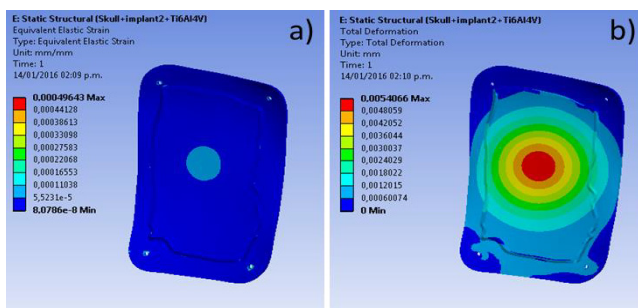 E: Static Structural (Skull+implant2+Ti6Al4V)
Equivalent Elastic Strain
Type: Equivalent Elastic Strain
Unit: mm/mm
Time: 1
14/01/2016 02:09 p.m.
a)
0,00049643 Max
0,00044128
0,00038613
0,00033098
0,00027583
0,00022068
0,00016553
0,00011038
5,5231e-5
8,0786e-8 Min
E: Static Structural (Skull+implant2+Ti6Al4V)
Total Deformation
Type: Total Deformation
Unit: mm
Time: 1
14/01/2016 02:10 p.m.
b)
0,0054066 Max
0,0048059
0,0042052
0,0036044
0,0030037
0,0024029
0,0018022
0,0012015
0,00060074
0 Min